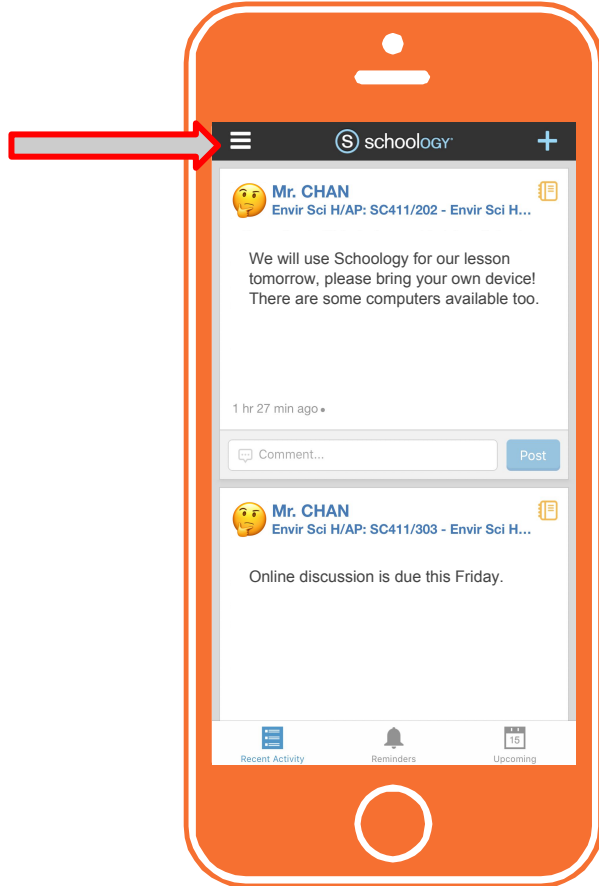 S schoology
Mr. CHAN
Envir Sci H/AP: SC411/202 - Envir Sci H...
We will use Schoology for our lesson
tomorrow, please bring your own device!
There are some computers available too.
1 hr 27 min ago
Comment...
Post
Mr. CHAN
Envir Sci H/AP: SC411/303 - Envir Sci H...
Online discussion is due this Friday.
15
Recent Activity
Reminders
Upcoming